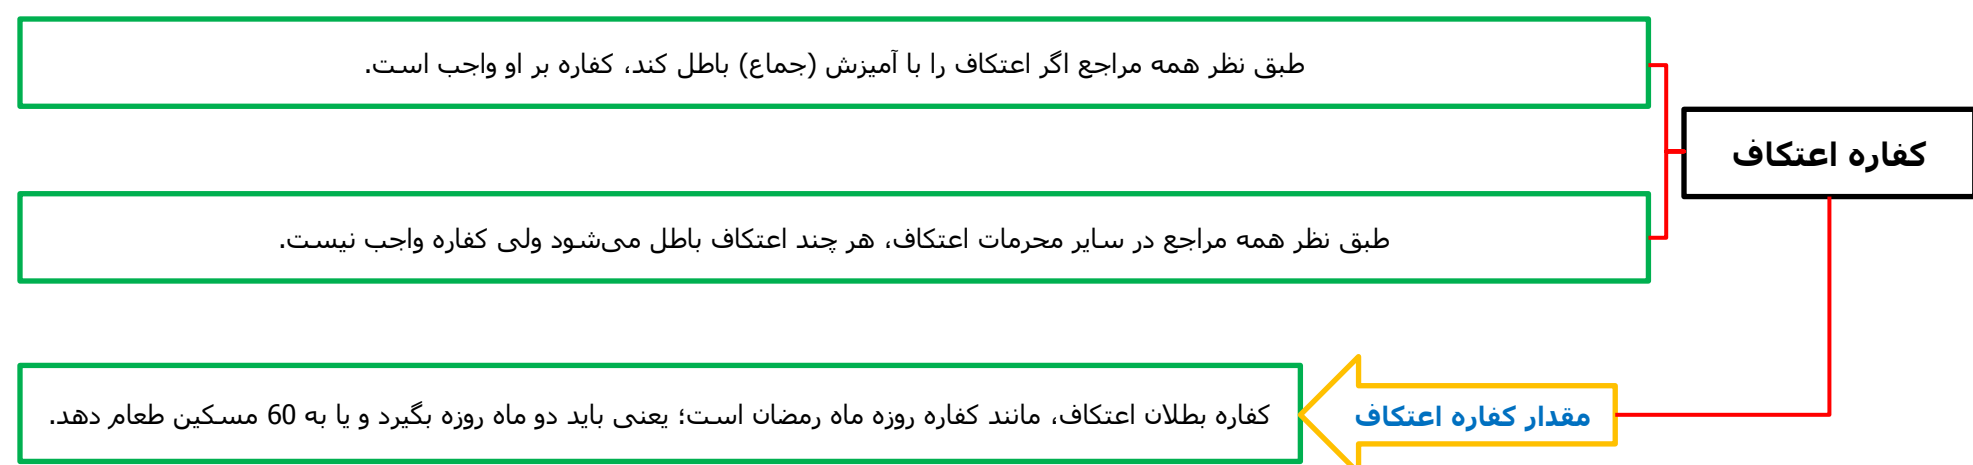 کفاره اعتکاف
طبق نظر همه مراجع اگر اعتکاف را با آمیزش (جماع) باطل کند، کفاره بر او واجب است.
طبق نظر همه مراجع در سایر محرمات اعتکاف، هر چند اعتکاف باطل می‌شود ولی کفاره واجب نیست.
مقدار کفاره اعتکاف
کفاره بطلان اعتکاف، مانند کفاره روزه ماه رمضان است؛ یعنی باید دو ماه روزه بگیرد و یا به 60 مسکین طعام دهد.